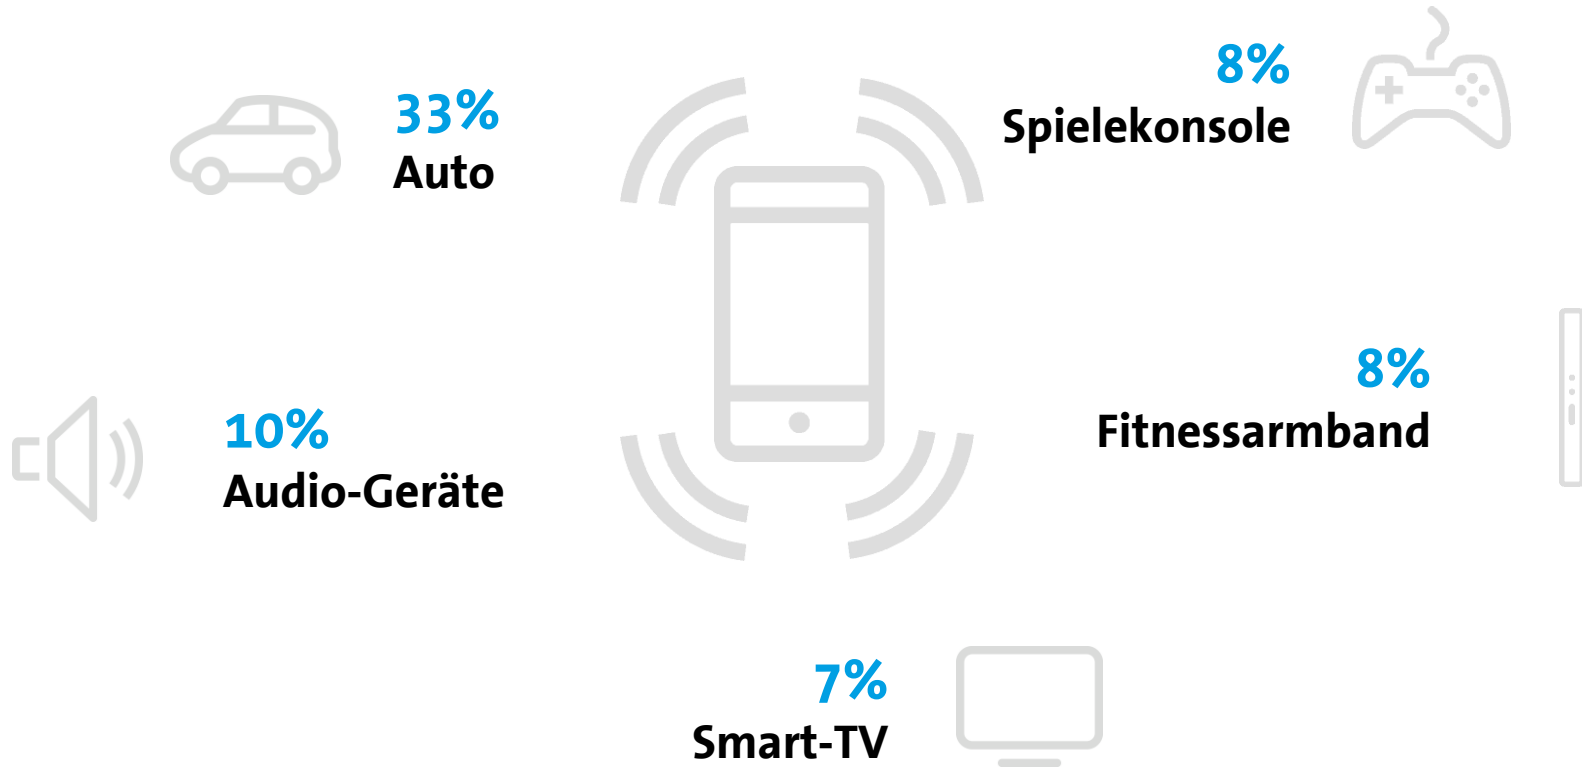 33%
Auto
8%
Spielekonsole
10%
Audio-Geräte
8%
Fitnessarmband
7%
Smart-TV